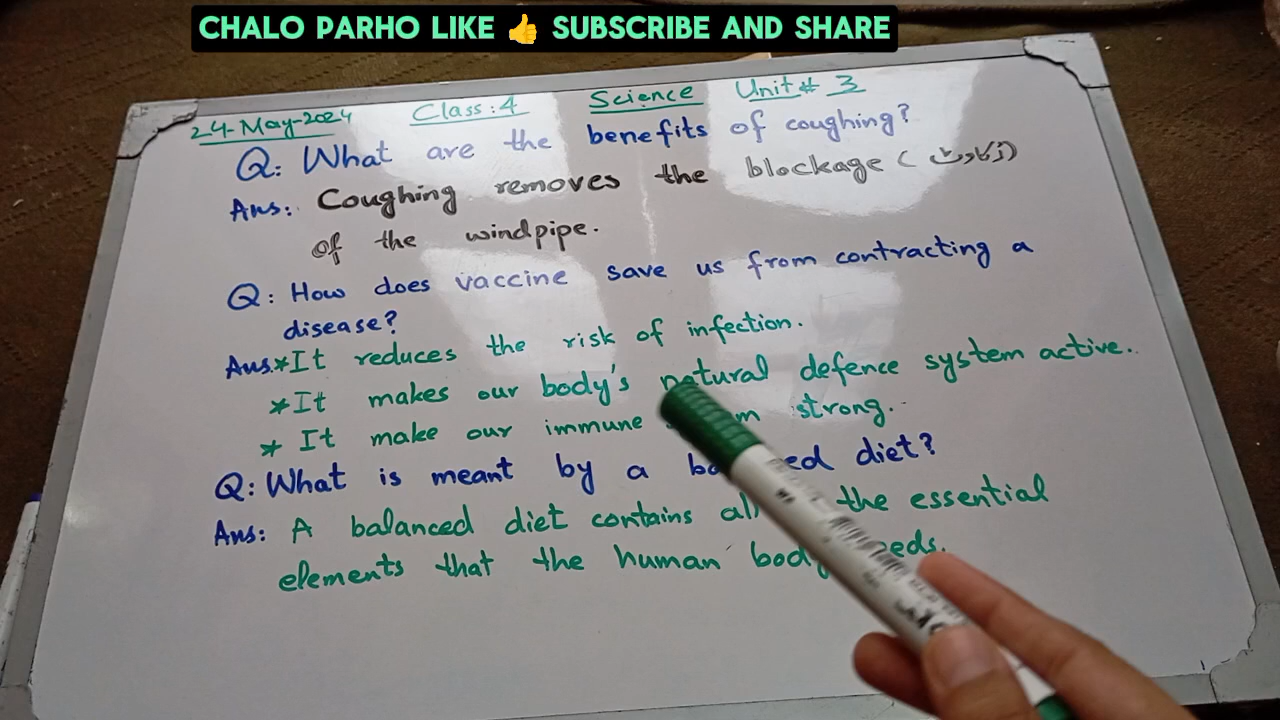 CHALO PARHO LIKE 👍 SUBSCRIBE AND SHARE
24-May-2024 Class:4 Science Unit# 3
Q: What are the benefits of coughing?
Ans: Coughing removes the blockage (رکاوٹ)
of the windpipe.
Q: How does vaccine save us from contracting a
disease?
Ans.*It reduces the risk of infection.
*It makes our body's natural defence system active.
* It make our immune strong.
Q: What is meant by a diet?
Ans: A balanced diet contains all the essential
elements that the human body